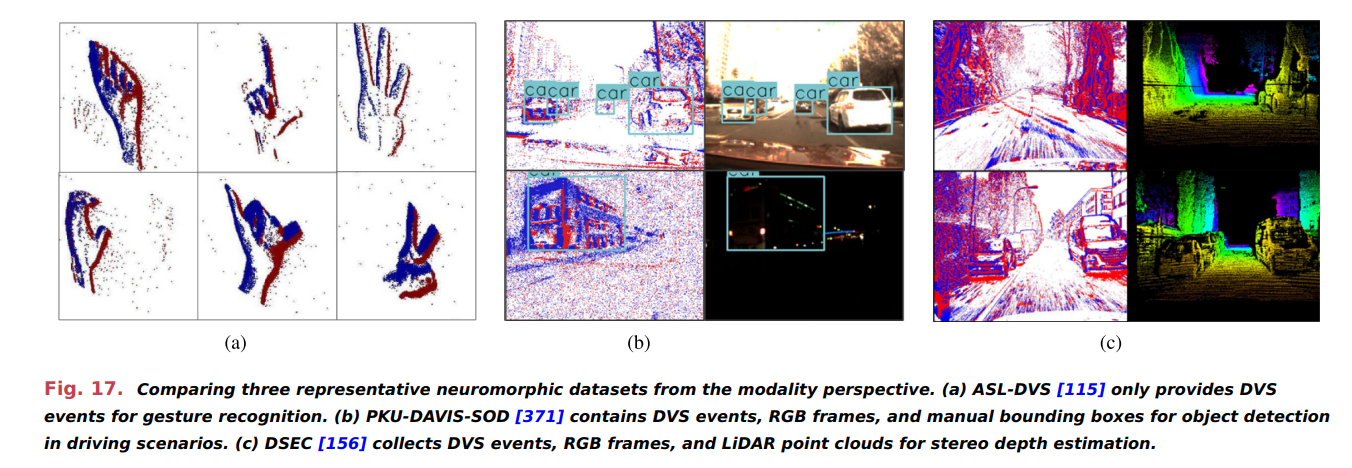 car
cacar
car
car
cacar
car
car
car
(a)
(b)
(c)
Fig. 17. Comparing three representative neuromorphic datasets from the modality perspective. (a) ASL-DVS [115] only provides DVS
events for gesture recognition. (b) PKU-DAVIS-SOD [371] contains DVS events, RGB frames, and manual bounding boxes for object detection
in driving scenarios. (c) DSEC [156] collects DVS events, RGB frames, and LiDAR point clouds for stereo depth estimation.